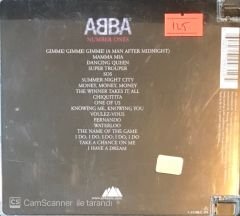 ABBA
NUMBER ONES
125
GIMME! GIMME! GIMME! (A MAN AFTER MIDNIGHT)
MAMMA MIA
DANCING QUEEN
SUPER TROUPER
SOS
SUMMER NIGHT CITY
MONEY, MONEY, MONEY
THE WINNER TAKES IT ALL
CHIQUITITA
ONE OF US
KNOWING ME, KNOWING YOU
VOULEZ-VOUS
FERNANDO
WATERLOO
THE NAME OF THE GAME
I DO, I DO, I DO, I DO, I DO
TAKE A CHANCE ON ME
I HAVE A DREAM
CS CamScanner ile tarandı